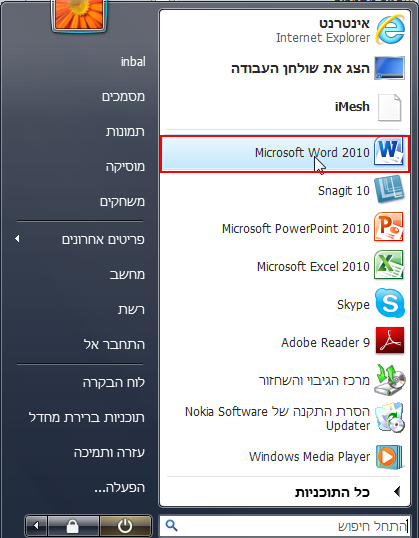 אינטרנט
Internet Explorer
הצג את שולחן העבודה
iMesh
Microsoft Word 2010
Snagit 10
Microsoft PowerPoint 2010
Microsoft Excel 2010
Skype
Adobe Reader 9
מרכז הגיבוי והשחזור
הסרת התקנה של Nokia Software
Updater
Windows Media Player
כל התוכניות
התחל חיפוש
inbal
מסמכים
תמונות
מוסיקה
משחקים
פריטים אחרונים
מחשב
רשת
התחבר אל
לוח הבקרה
תוכניות ברירת מחדל
עזרה ותמיכה
הפעלה...